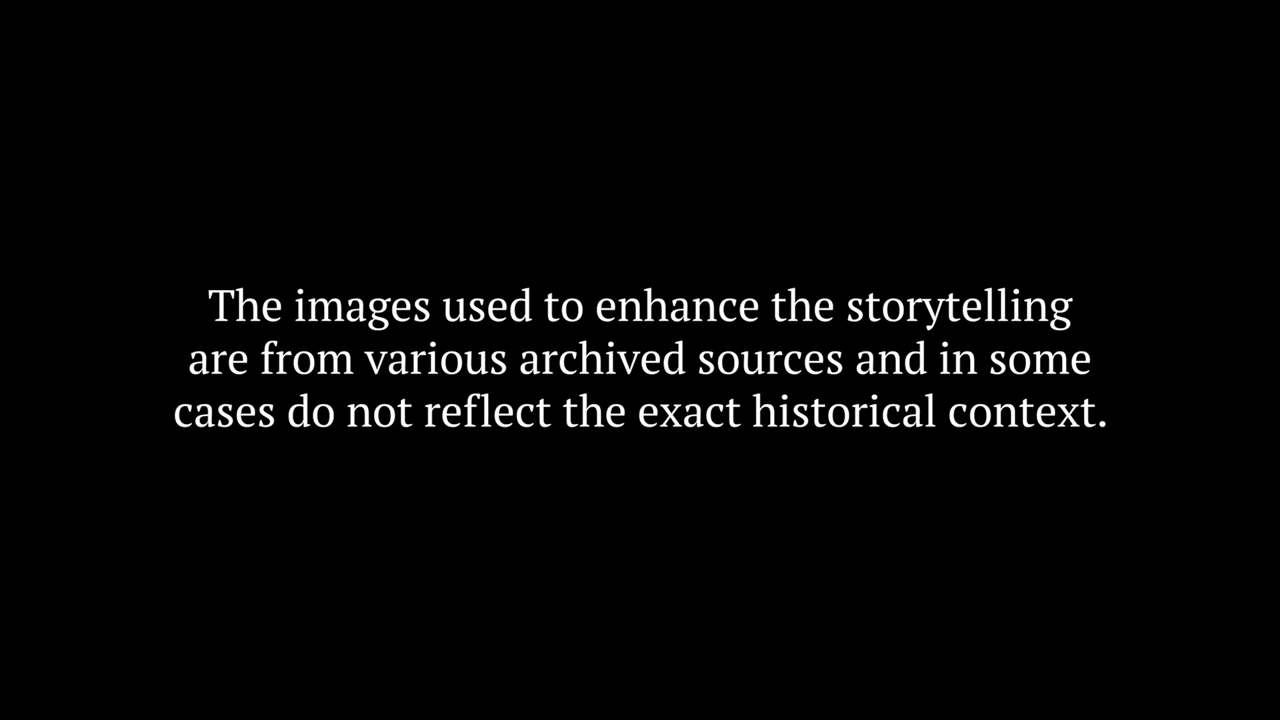 The images used to enhance the storytelling
are from various archived sources and in some
cases do not reflect the exact historical context.